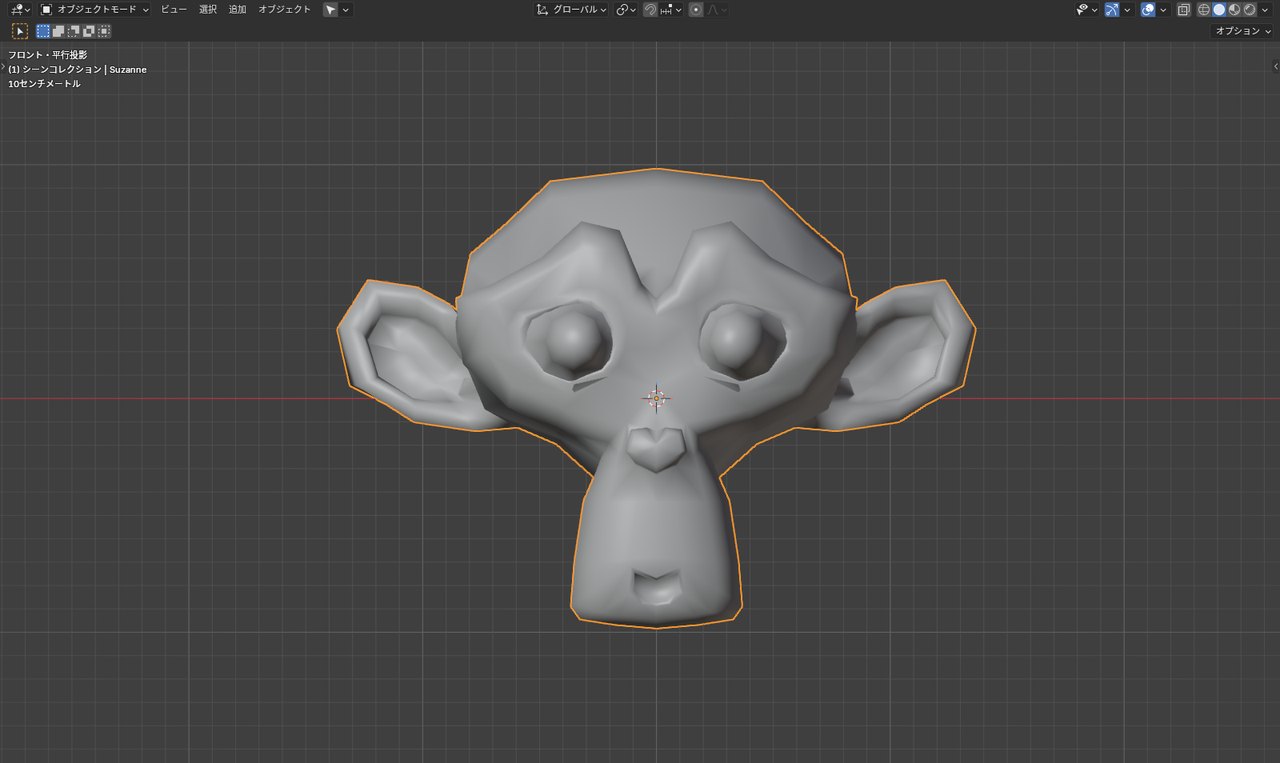 オブジェクトモード ビュー 選択 追加 オブジェクト グローバル
オプション
フロント・平行投影
(1) シーンコレクション | Suzanne
10センチメートル